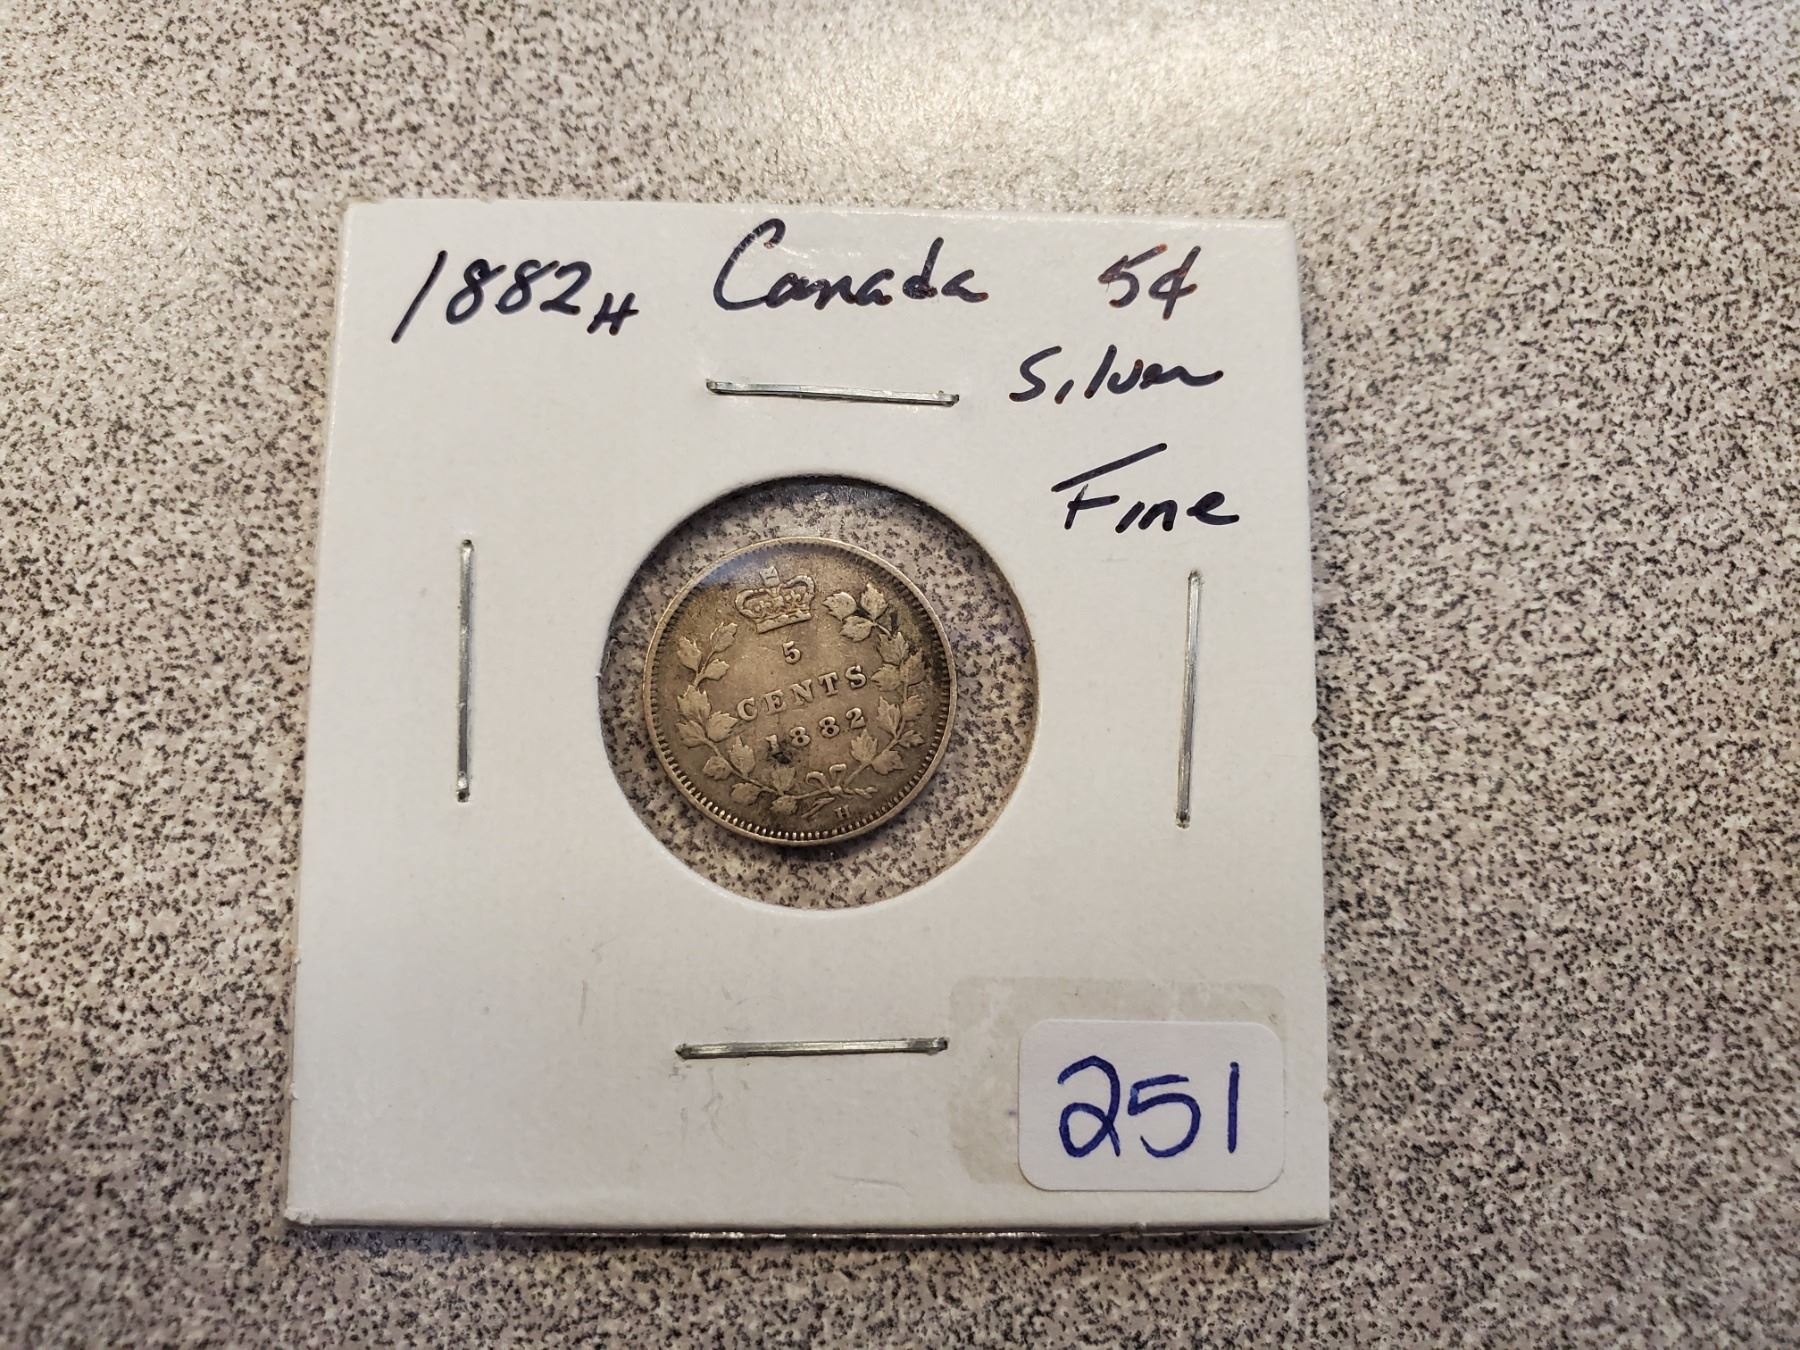 1882H Canada 5¢
Silver
Fine
5
CENTS
1882
H
251